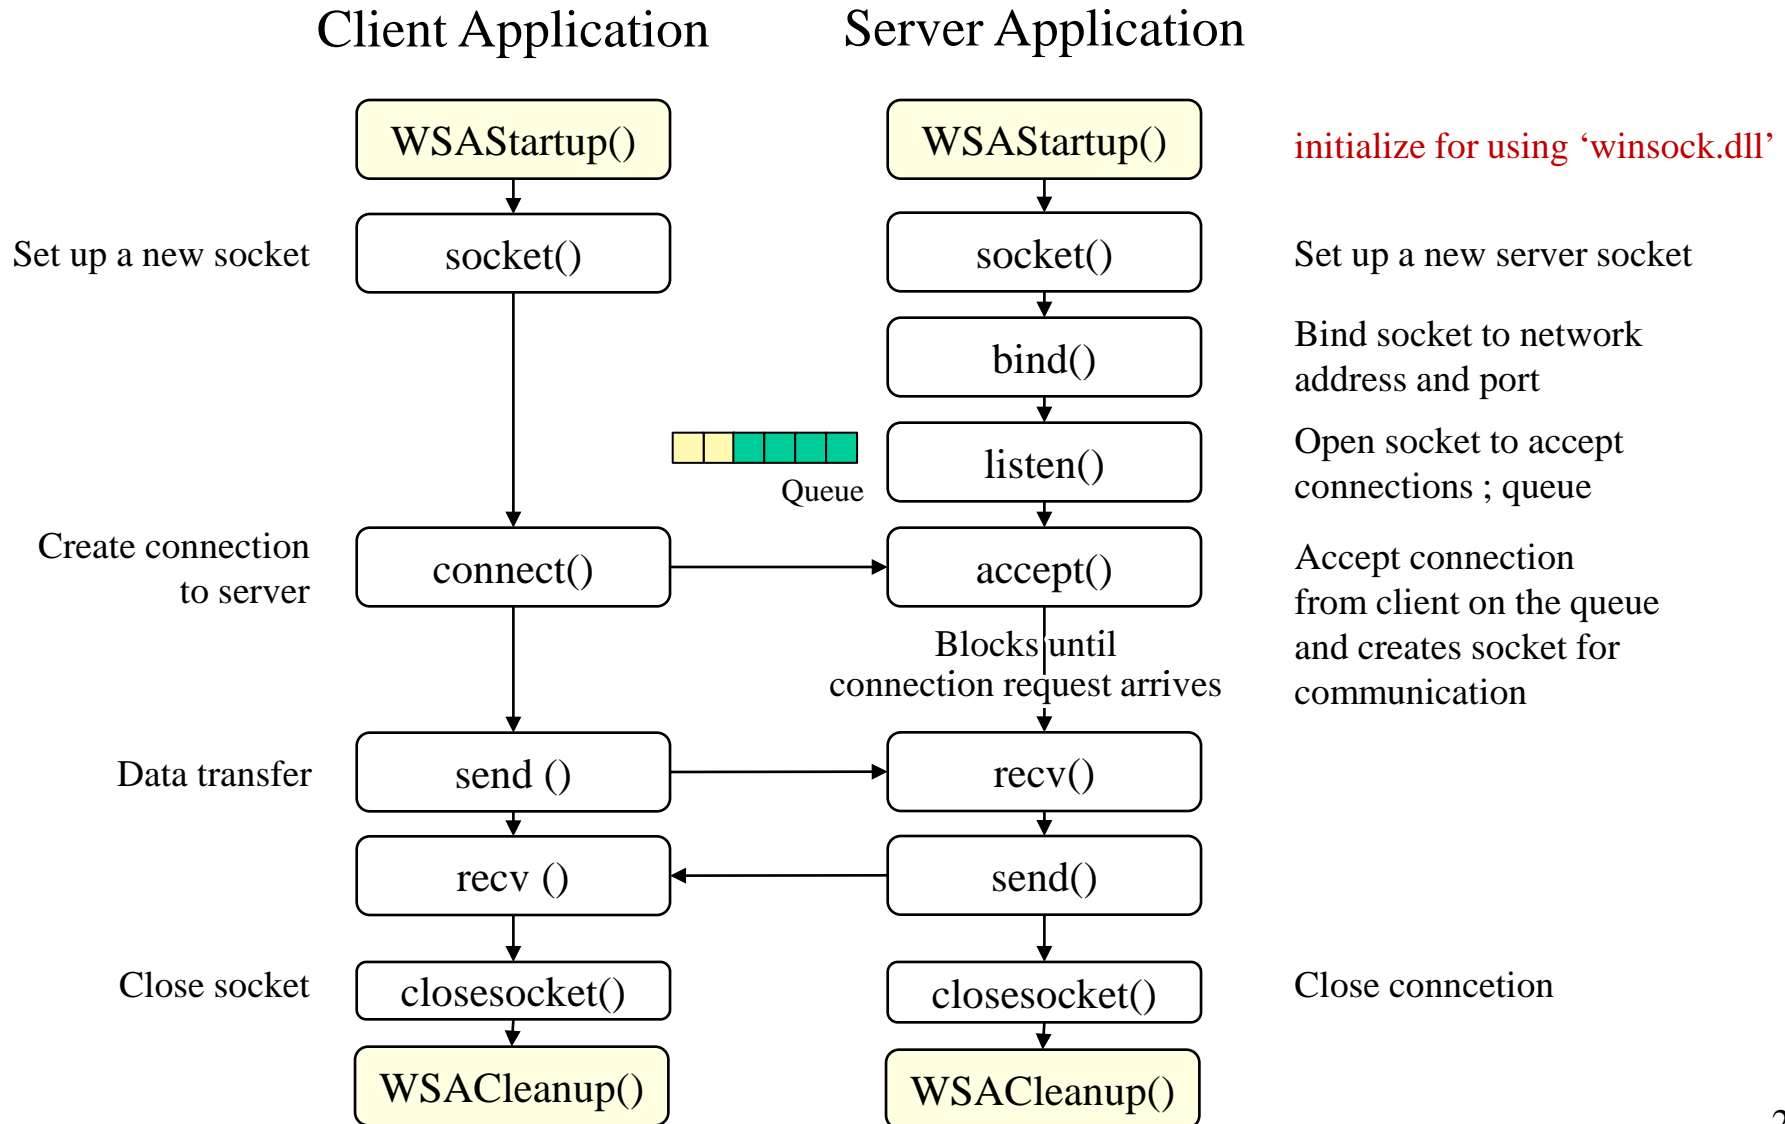 Client Application
Server Application
WSAStartup()
WSAStartup()
initialize for using ‘winsock.dll’
Set up a new socket
socket()
socket()
Set up a new server socket
bind()
Bind socket to network
address and port
Queue
listen()
Open socket to accept
connections ; queue
Create connection
to server
connect()
accept()
Accept connection
from client on the queue
and creates socket for
communication
Blocks until
connection request arrives
Data transfer
send ()
recv()
recv ()
send()
Close socket
closesocket()
closesocket()
Close conncetion
WSACleanup()
WSACleanup()